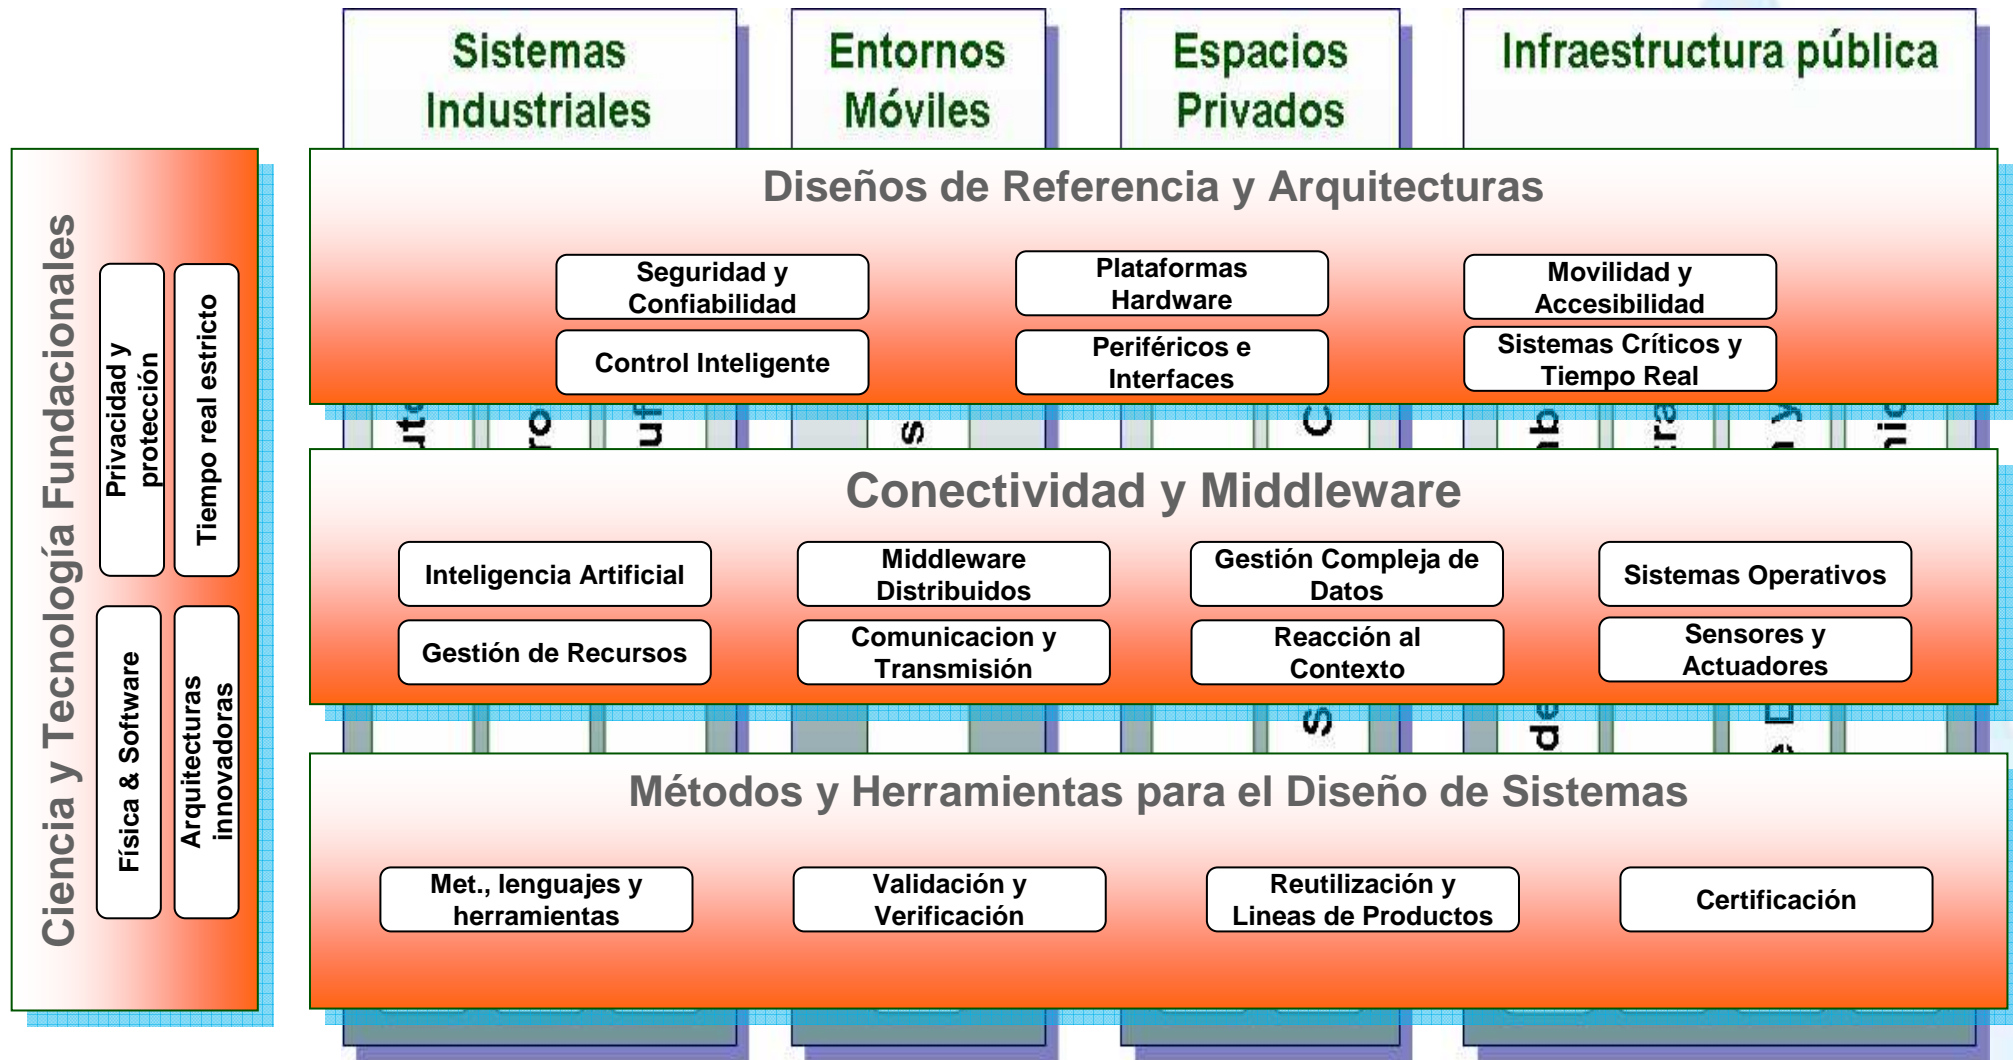 Sistemas
Industriales
Entornos
Móviles
Espacios
Privados
Infraestructura pública
Ciencia y Tecnología Fundacionales
Privacidad y
protección
Tiempo real estricto
Física & Software
Arquitecturas
innovadoras
Diseños de Referencia y Arquitecturas
Seguridad y
Confiabilidad
Plataformas
Hardware
Movilidad y
Accesibilidad
Control Inteligente
Periféricos e
Interfaces
Sistemas Críticos y
Tiempo Real
Conectividad y Middleware
Inteligencia Artificial
Middleware
Distribuidos
Gestión Compleja de
Datos
Sistemas Operativos
Gestión de Recursos
Comunicacion y
Transmisión
Reacción al
Contexto
Sensores y
Actuadores
Métodos y Herramientas para el Diseño de Sistemas
Met., lenguajes y
herramientas
Validación y
Verificación
Reutilización y
Lineas de Productos
Certificación